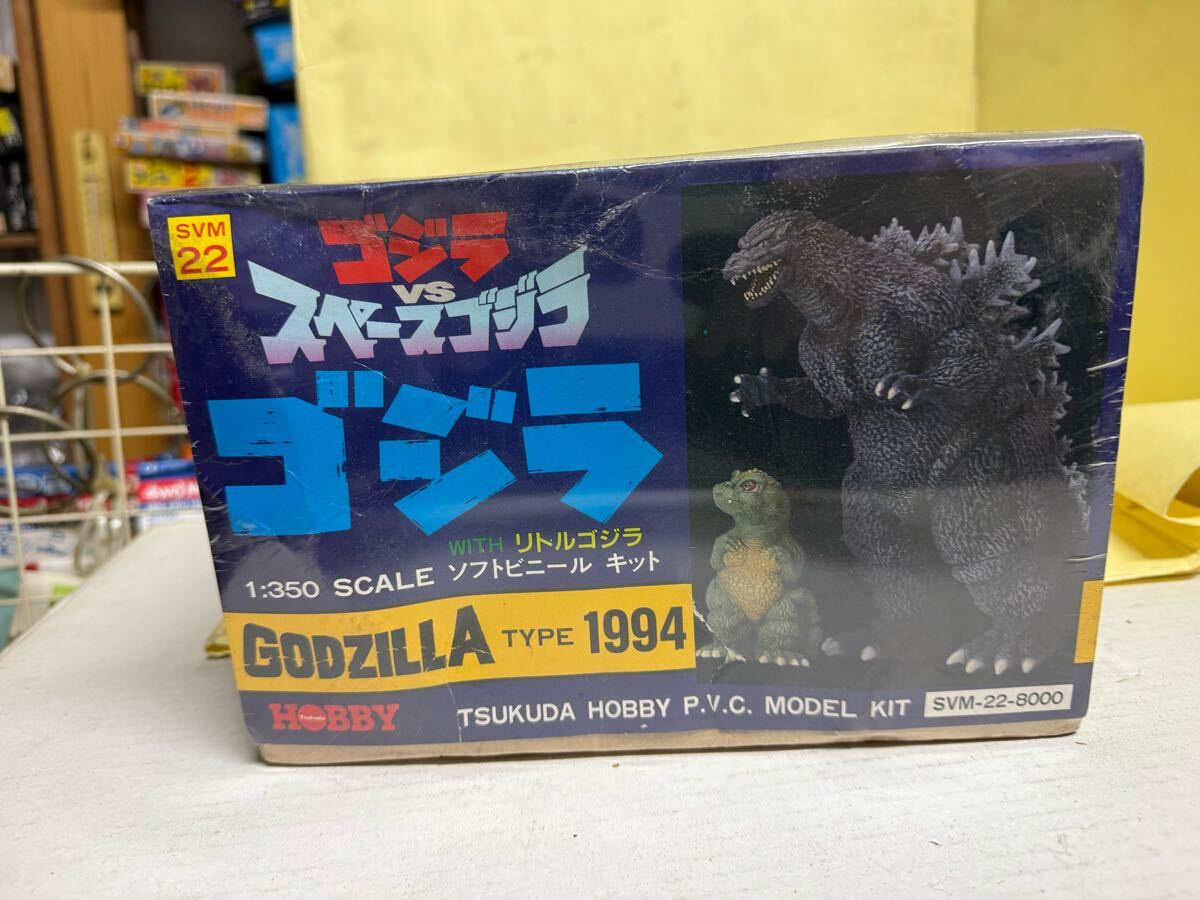 SVM
22
ゴジラ
VS
スペースゴジラ
ゴジラ
WITH リトルゴジラ
1:350 SCALE ソフトビニール キット
GODZILLA TYPE 1994
HOBBY
Tsukuda
TSUKUDA HOBBY P.V.C. MODEL KIT SVM-22-8000